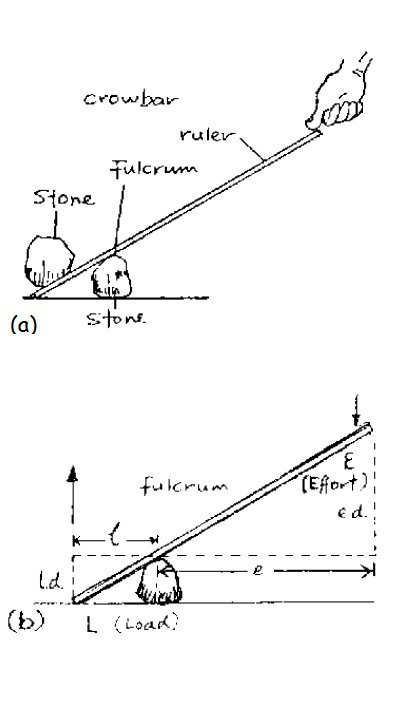 crowbar
ruler
fulcrum
Stone
Stone
(a)
E
(Effort)
fulcrum
e d.
l
e
l.d.
(b) L (Load)